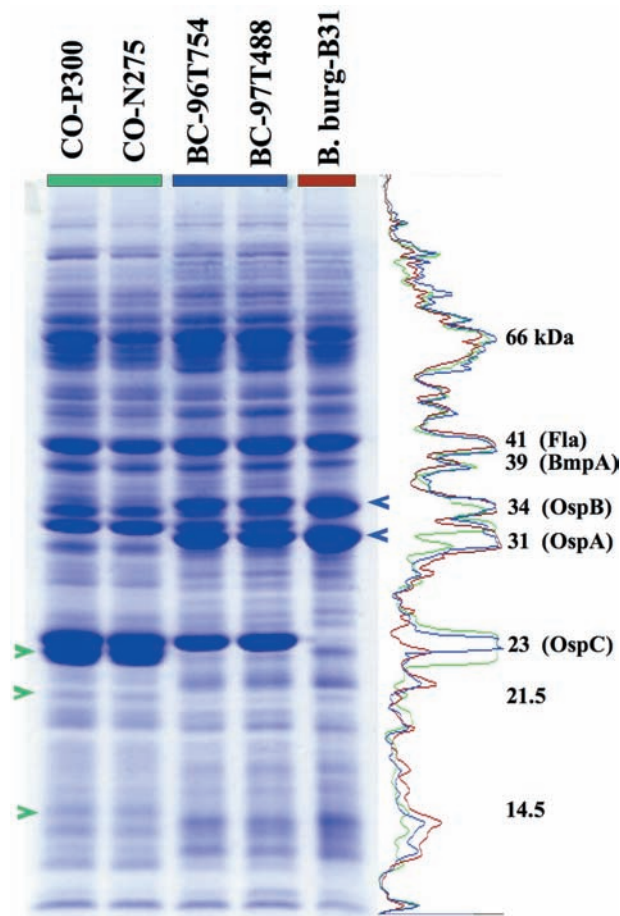 CO-P300
CO-N275
BC-96T754
BC-97T488
B. burg-B31
66 kDa
41 (Fla)
39 (BmpA)
34 (OspB)
31 (OspA)
23 (OspC)
21.5
14.5